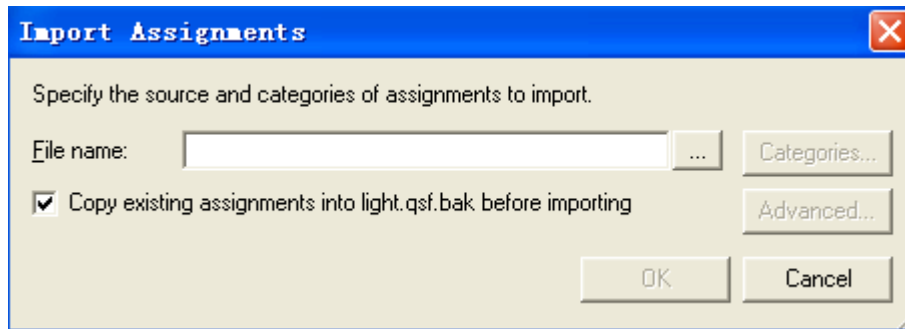 Import Assignments
Specify the source and categories of assignments to import.
File name: ... Categories...
Copy existing assignments into light.qsf.bak before importing Advanced...
OK Cancel